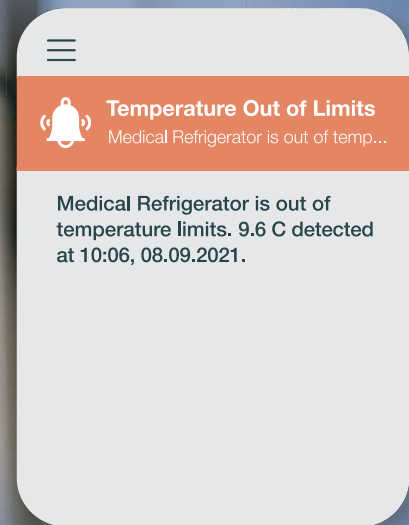 Temperature Out of Limits
Medical Refrigerator is out of temp...
Medical Refrigerator is out of
temperature limits. 9.6 C detected
at 10:06, 08.09.2021.